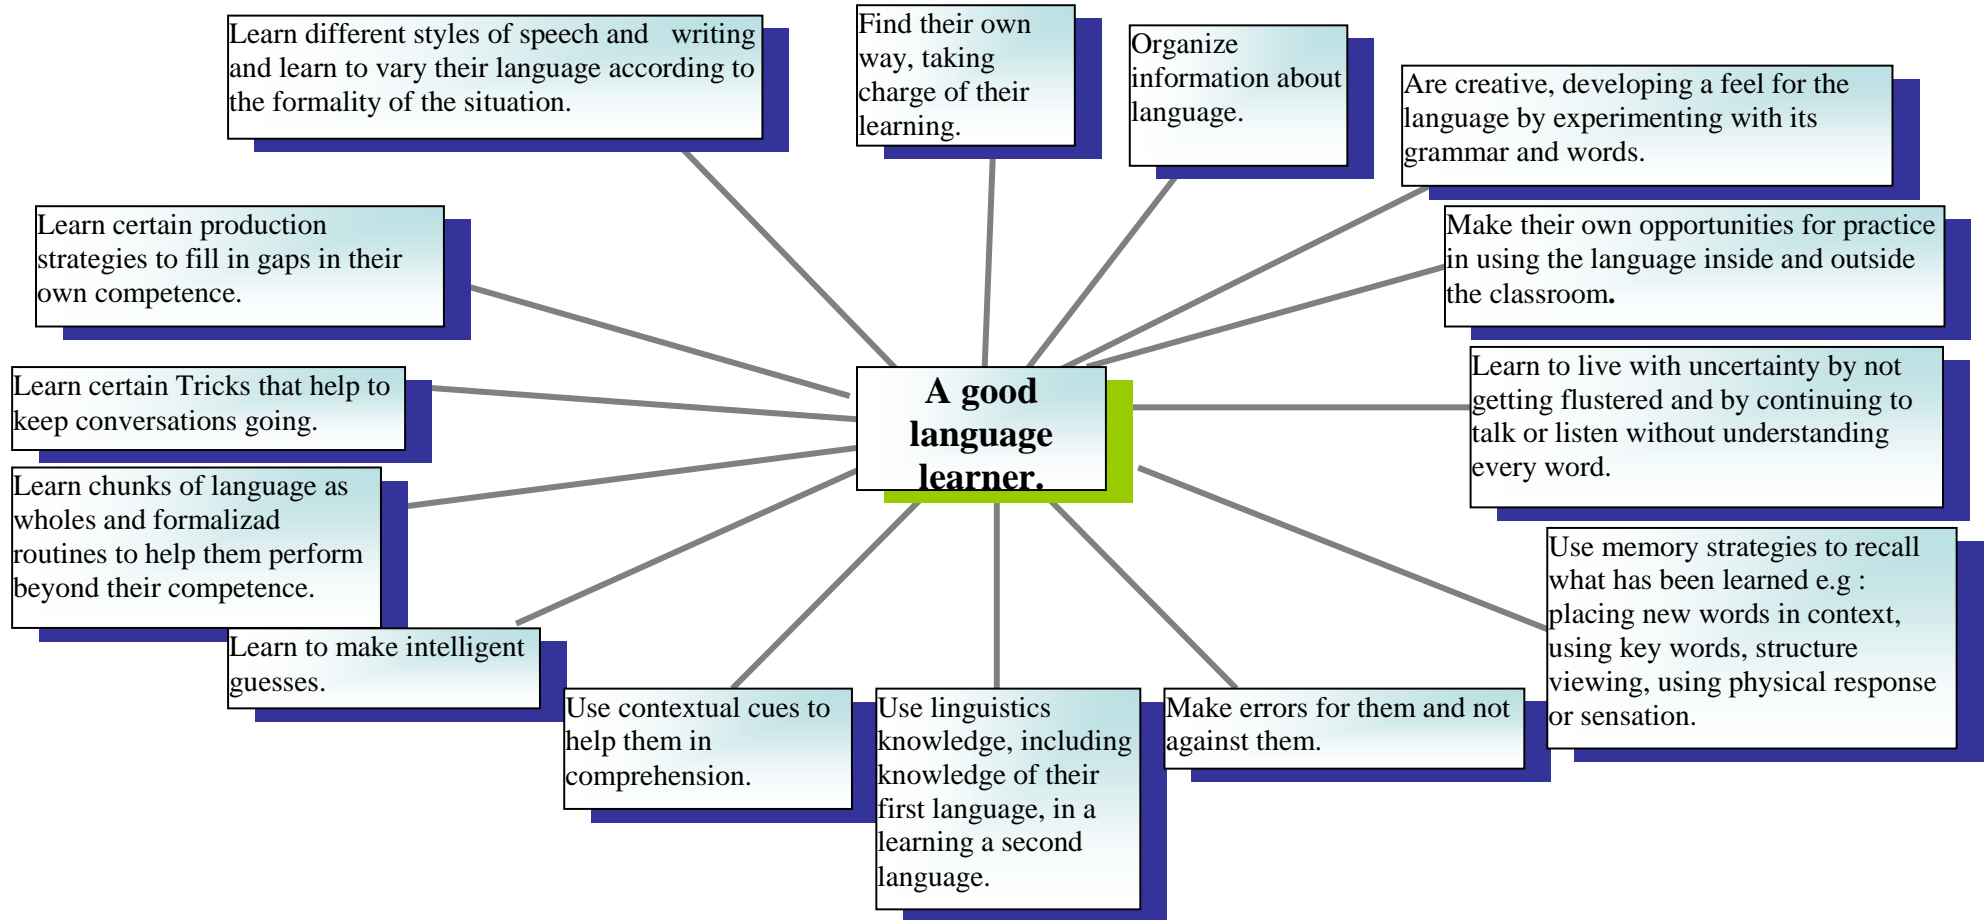 Learn different styles of speech and   writing
and learn to vary their language according to
the formality of the situation.
Find their own
way, taking
charge of their
learning.
Organize
information about
language.
Are creative, developing a feel for the
language by experimenting with its
grammar and words.
Learn certain production
strategies to fill in gaps in their
own competence.
Make their own opportunities for practice
in using the language inside and outside
the classroom.
Learn certain Tricks that help to
keep conversations going.
A good
language
learner.
Learn to live with uncertainty by not
getting flustered and by continuing to
talk or listen without understanding
every word.
Learn chunks of language as
wholes and formalizad
routines to help them perform
beyond their competence.
Use memory strategies to recall
what has been learned e.g :
placing new words in context,
using key words, structure
viewing, using physical response
or sensation.
Learn to make intelligent
guesses.
Use contextual cues to
help them in
comprehension.
Use linguistics
knowledge, including
knowledge of their
first language, in a
learning a second
language.
Make errors for them and not
against them.